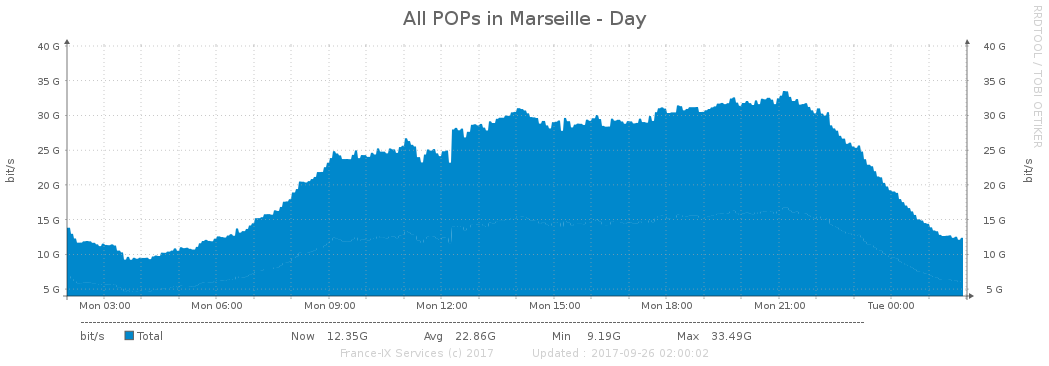 All POPs in Marseille - Day
RRDTOOL / TOBI OETIKER
40 G 40 G
35 G 35 G
30 G 30 G
25 G 25 G
20 G 20 G
15 G 15 G
10 G 10 G
5 G 5 G
bit/s bit/s
Mon 03:00 Mon 06:00 Mon 09:00 Mon 12:00 Mon 15:00 Mon 18:00 Mon 21:00 Tue 00:00
bit/s Total Now 12.35G Avg 22.86G Min 9.19G Max 33.49G
France-IX Services (c) 2017 Updated : 2017-09-26 02:00:02